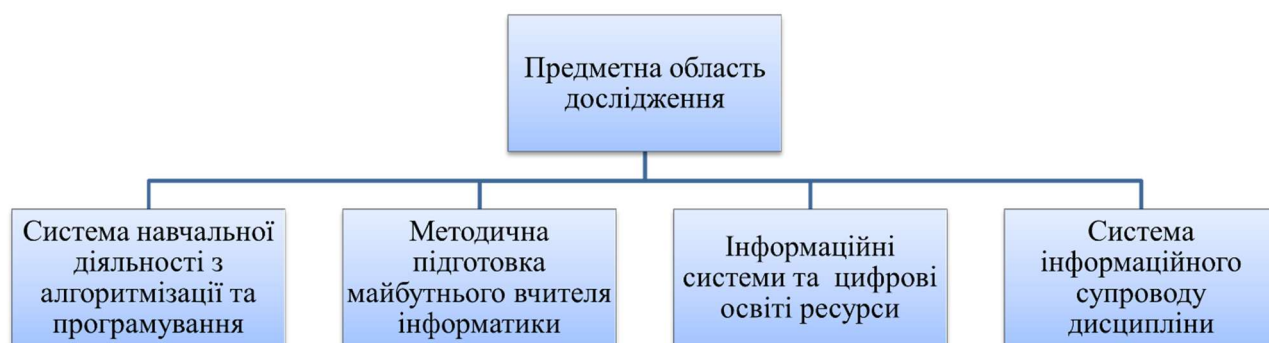 Предметна область
дослідження
Система навчальної
діяльності з
алгоритмізації та
програмування
Методична
підготовка
майбутнього вчителя
інформатики
Інформаційні
системи та цифрові
освіті ресурси
Система
інформаційного
супроводу
дисципліни